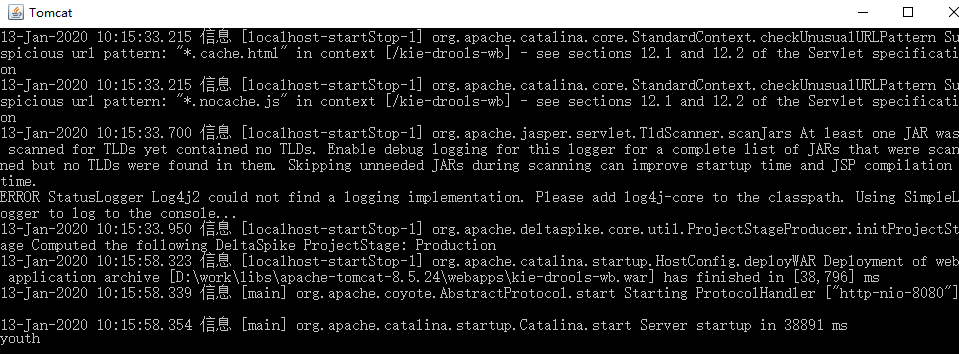 Tomcat
13-Jan-2020 10:15:33.215 信息 [localhost-startStop-1] org.apache.catalina.core.StandardContext.checkUnusualURLPattern Su
spicious url pattern: "*.cache.html" in context [/kie-drools-wb] - see sections 12.1 and 12.2 of the Servlet specificati
on
13-Jan-2020 10:15:33.215 信息 [localhost-startStop-1] org.apache.catalina.core.StandardContext.checkUnusualURLPattern Su
spicious url pattern: "*.nocache.js" in context [/kie-drools-wb] - see sections 12.1 and 12.2 of the Servlet specificati
on
13-Jan-2020 10:15:33.700 信息 [localhost-startStop-1] org.apache.jasper.servlet.TldScanner.scanJars At least one JAR was
 scanned for TLDs yet contained no TLDs. Enable debug logging for this logger for a complete list of JARs that were scan
ned but no TLDs were found in them. Skipping unneeded JARs during scanning can improve startup time and JSP compilation
time.
ERROR StatusLogger Log4j2 could not find a logging implementation. Please add log4j-core to the classpath. Using SimpleL
ogger to log to the console...
13-Jan-2020 10:15:33.950 信息 [localhost-startStop-1] org.apache.deltaspike.core.util.ProjectStageProducer.initProjectSt
age Computed the following DeltaSpike ProjectStage: Production
13-Jan-2020 10:15:58.323 信息 [localhost-startStop-1] org.apache.catalina.startup.HostConfig.deployWAR Deployment of web
 application archive [D:\work\libs\apache-tomcat-8.5.24\webapps\kie-drools-wb.war] has finished in [38,796] ms
13-Jan-2020 10:15:58.339 信息 [main] org.apache.coyote.AbstractProtocol.start Starting ProtocolHandler ["http-nio-8080"]
13-Jan-2020 10:15:58.354 信息 [main] org.apache.catalina.startup.Catalina.start Server startup in 38891 ms
youth